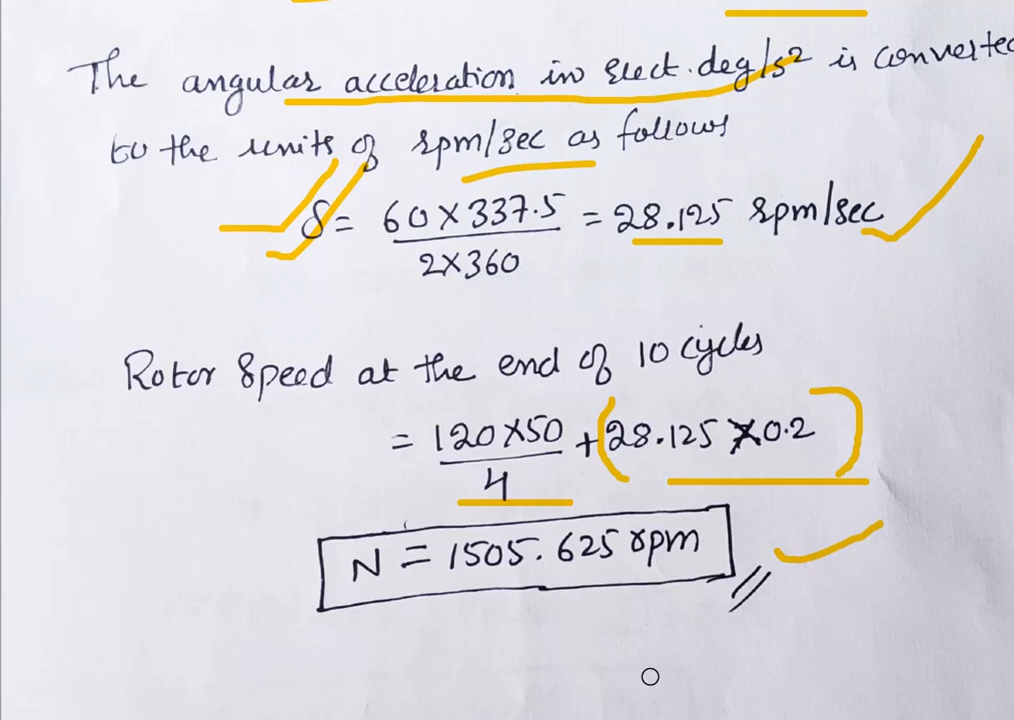 The angular acceleration in Elect.deg/s² is converted
to the units of rpm/sec as follows
δ = 60×337.5 / 2×360 = 28.125 rpm/sec
Rotor Speed at the end of 10 cycles
= 120×50 / 4 + (28.125 × 0.2)
N = 1505.625 rpm